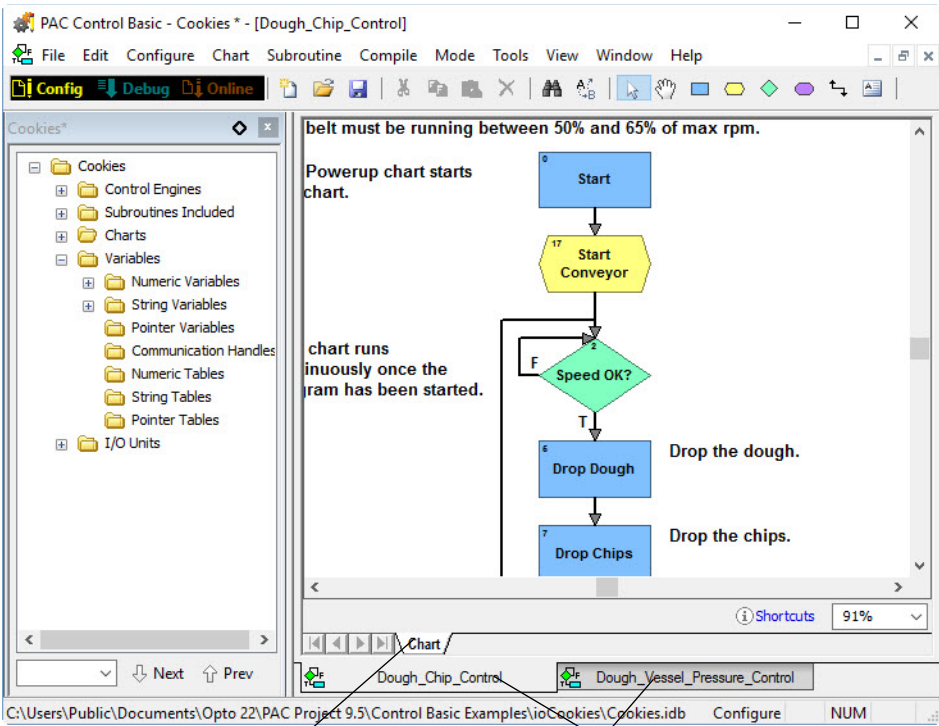 PAC Control Basic - Cookies * - [Dough_Chip_Control]
File Edit Configure Chart Subroutine Compile Mode Tools View Window Help
Config Debug Online
Cookies*
Cookies
Control Engines
Subroutines Included
Charts
Variables
Numeric Variables
String Variables
Pointer Variables
Communication Handles
Numeric Tables
String Tables
Pointer Tables
I/O Units
Next Prev
belt must be running between 50% and 65% of max rpm.
Powerup chart starts
chart.
0
Start
17
Start
Conveyor
chart runs
inuously once the
ram has been started.
2
F
Speed OK?
T
6
Drop Dough
Drop the dough.
7
Drop Chips
Drop the chips.
Shortcuts 91%
Chart
Dough_Chip_Control Dough_Vessel_Pressure_Control
C:\Users\Public\Documents\Opto 22\PAC Project 9.5\Control Basic Examples\ioCookies\Cookies.idb Configure NUM